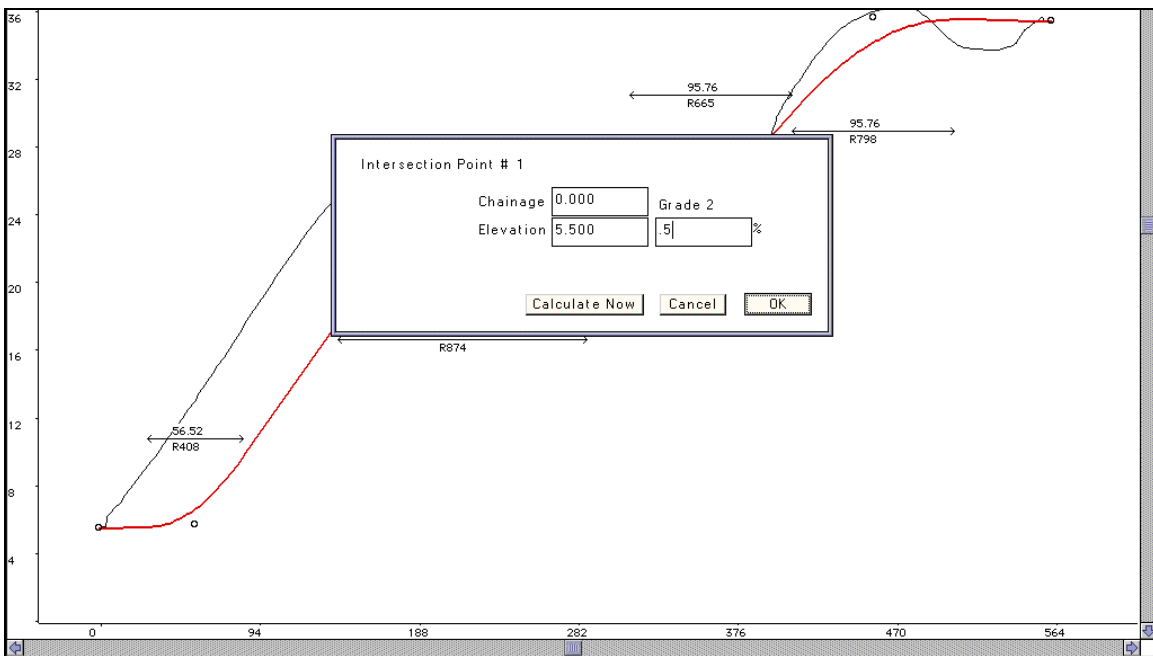 36
32
28
24
20
16
12
8
4
95.76
R665
95.76
R798
Intersection Point # 1
Chainage 0.000 Grade 2
Elevation 5.500 .5 %
Calculate Now Cancel OK
R874
56.52
R408
0 94 188 282 376 470 564